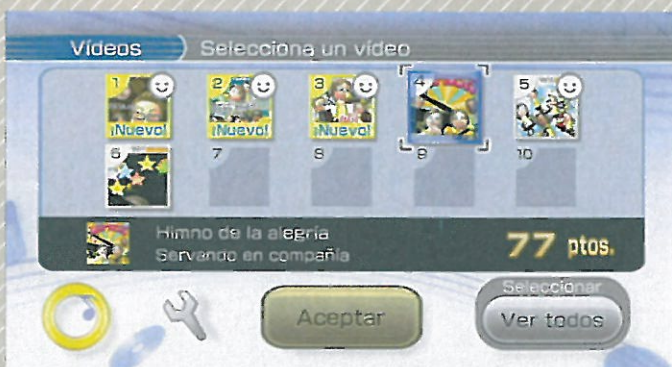 Vídeos
Selecciona un vídeo
1
2
3
4
5
¡Nuevo!
¡Nuevo!
¡Nuevo!
6
7
8
9
10
Himno de la alegría
Servando en compañía
77 ptos.
Aceptar
Seleccionar
Ver todos